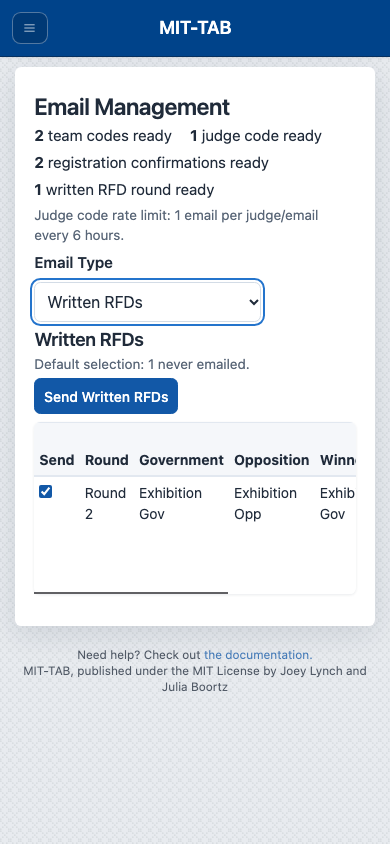 MIT-TAB
Email Management
2 team codes ready 1 judge code ready
2 registration confirmations ready
1 written RFD round ready
Judge code rate limit: 1 email per judge/email
every 6 hours.
Email Type
Written RFDs
Written RFDs
Default selection: 1 never emailed.
Send Written RFDs
Send Round Government Opposition
Round Exhibition Exhibition
2 Gov Opp Gov
Need help? Check out the documentation.
MIT-TAB, published under the MIT License by Joey Lynch and
Julia Boortz